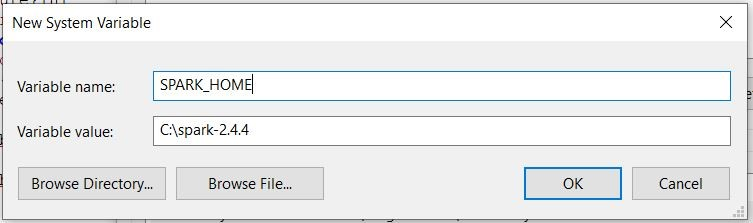 New System Variable
Variable name: SPARK_HOME
Variable value: C:\spark-2.4.4
Browse Directory... Browse File... OK Cancel